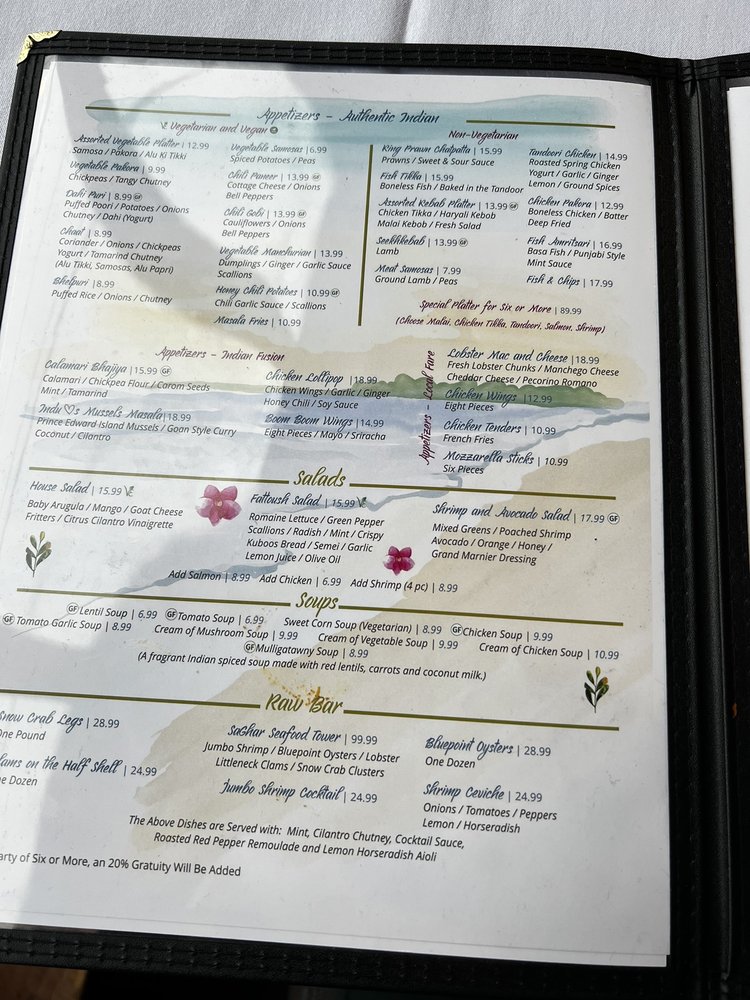 Appetizers - Authentic Indian
Vegetarian and Vegan
Assorted Vegetable Platter | 12.99
Samosa / Pakora / Alu Ki Tikki
Vegetable Pakora | 9.99
Chickpeas / Tangy Chutney
Dahi Puri | 8.99 GF
Puffed Poori / Potatoes / Onions
Chutney / Dahi (Yogurt)
Chaat | 8.99
Coriander / Onions / Chickpeas
Yogurt / Tamarind Chutney
(Alu Tikki, Samosas, Alu Papri)
Bhelpuri | 8.99
Puffed Rice / Onions / Chutney
Vegetable Samosas | 6.99
Spiced Potatoes / Peas
Chili Paneer | 13.99 GF
Cottage Cheese / Onions
Bell Peppers
Chili Gobi | 13.99 GF
Cauliflowers / Onions
Bell Peppers
Vegetable Manchurian | 13.99
Dumplings / Ginger / Garlic Sauce
Scallions
Honey Chili Potatoes | 10.99 GF
Chili Garlic Sauce / Scallions
Masala Fries | 10.99
Non-Vegetarian
King Prawn Chatpatta | 15.99
Prawns / Sweet & Sour Sauce
Fish Tikka | 15.99
Boneless Fish / Baked in the Tandoor
Assorted Kebab Platter | 13.99 GF
Chicken Tikka / Haryali Kebob
Malai Kebob / Fresh Salad
Seekhkebab | 13.99 GF
Lamb
Meat Samosas | 7.99
Ground Lamb / Peas
Tandoori Chicken | 14.99
Roasted Spring Chicken
Yogurt / Garlic / Ginger
Lemon / Ground Spices
Chicken Pakora | 12.99
Boneless Chicken / Batter
Deep Fried
Fish Amritsari | 16.99
Basa Fish / Punjabi Style
Mint Sauce
Fish & Chips | 17.99
Special Platter for Six or More | 89.99
(Choose Malai, Chicken Tikka, Tandoori, Salmon, Shrimp)
Appetizers - Indian Fusion
Calamari Bhajiya | 15.99 GF
Calamari / Chickpea Flour / Carom Seeds
Mint / Tamarind
Indu ♡s Mussels Masala | 18.99
Prince Edward Island Mussels / Goan Style Curry
Coconut / Cilantro
Chicken Lollipop | 18.99
Chicken Wings / Garlic / Ginger
Honey Chili / Soy Sauce
Boom Boom Wings | 14.99
Eight Pieces / Mayo / Sriracha
Appetizers - Local Fare
Lobster Mac and Cheese | 18.99
Fresh Lobster Chunks / Manchego Cheese
Cheddar Cheese / Pecorino Romano
Chicken Wings | 12.99
Eight Pieces
Chicken Tenders | 10.99
French Fries
Mozzarella Sticks | 10.99
Six Pieces
Salads
House Salad | 15.99
Baby Arugula / Mango / Goat Cheese
Fritters / Citrus Cilantro Vinaigrette
Fattoush Salad | 15.99
Romaine Lettuce / Green Pepper
Scallions / Radish / Mint / Crispy
Kuboos Bread / Semei / Garlic
Lemon Juice / Olive Oil
Shrimp and Avocado Salad | 17.99 GF
Mixed Greens / Poached Shrimp
Avocado / Orange / Honey /
Grand Marnier Dressing
Add Salmon | 8.99 Add Chicken | 6.99 Add Shrimp (4 pc) | 8.99
Soups
GF Lentil Soup | 6.99 GF Tomato Soup | 6.99 Sweet Corn Soup (Vegetarian) | 8.99 GF Chicken Soup | 9.99
GF Tomato Garlic Soup | 8.99 Cream of Mushroom Soup | 9.99 Cream of Vegetable Soup | 9.99 Cream of Chicken Soup | 10.99
GF Mulligatawny Soup | 8.99
(A fragrant Indian spiced soup made with red lentils, carrots and coconut milk.)
Raw Bar
Snow Crab Legs | 28.99
One Pound
lams on the Half Shell | 24.99
ne Dozen
SaGhar Seafood Tower | 99.99
Jumbo Shrimp / Bluepoint Oysters / Lobster
Littleneck Clams / Snow Crab Clusters
Jumbo Shrimp Cocktail | 24.99
Bluepoint Oysters | 28.99
One Dozen
Shrimp Ceviche | 24.99
Onions / Tomatoes / Peppers
Lemon / Horseradish
The Above Dishes are Served with: Mint, Cilantro Chutney, Cocktail Sauce,
Roasted Red Pepper Remoulade and Lemon Horseradish Aioli
arty of Six or More, an 20% Gratuity Will Be Added